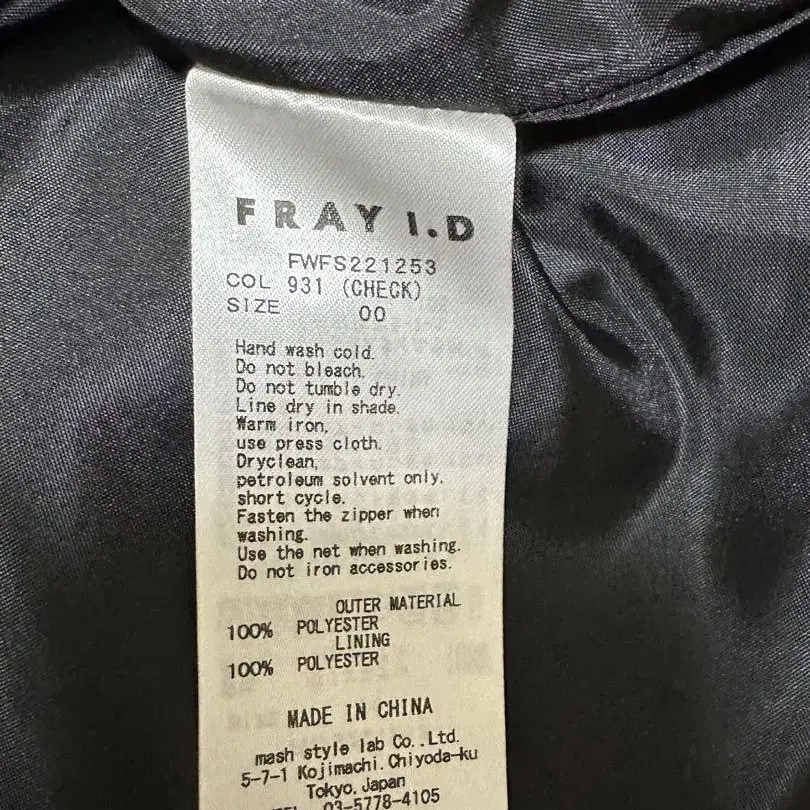 FRAY I.D
FWFS221253
COL 931 (CHECK)
SIZE 00
Hand wash cold.
Do not bleach.
Do not tumble dry.
Line dry in shade.
Warm iron,
use press cloth.
Dryclean,
petroleum solvent only.
short cycle.
Fasten the zipper when
washing.
Use the net when washing.
Do not iron accessories.
OUTER MATERIAL
100% POLYESTER
LINING
100% POLYESTER
MADE IN CHINA
mash style lab Co.,Ltd.
5-7-1 Kojimachi.Chiyoda-ku
Tokyo.Japan
TEL 03-5778-4105